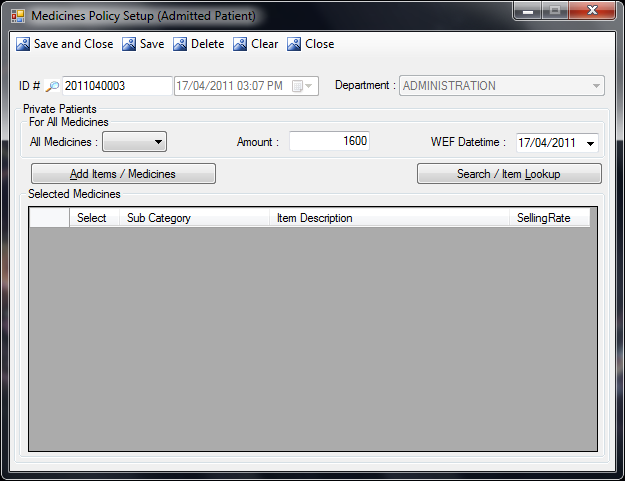 Medicines Policy Setup (Admitted Patient)
Save and Close Save Delete Clear Close
ID # 2011040003 17/04/2011 03:07 PM Department : ADMINISTRATION
Private Patients
For All Medicines
All Medicines : Amount : 1600 WEF Datetime : 17/04/2011
Add Items / Medicines Search / Item Lookup
Selected Medicines
Select Sub Category Item Description SellingRate